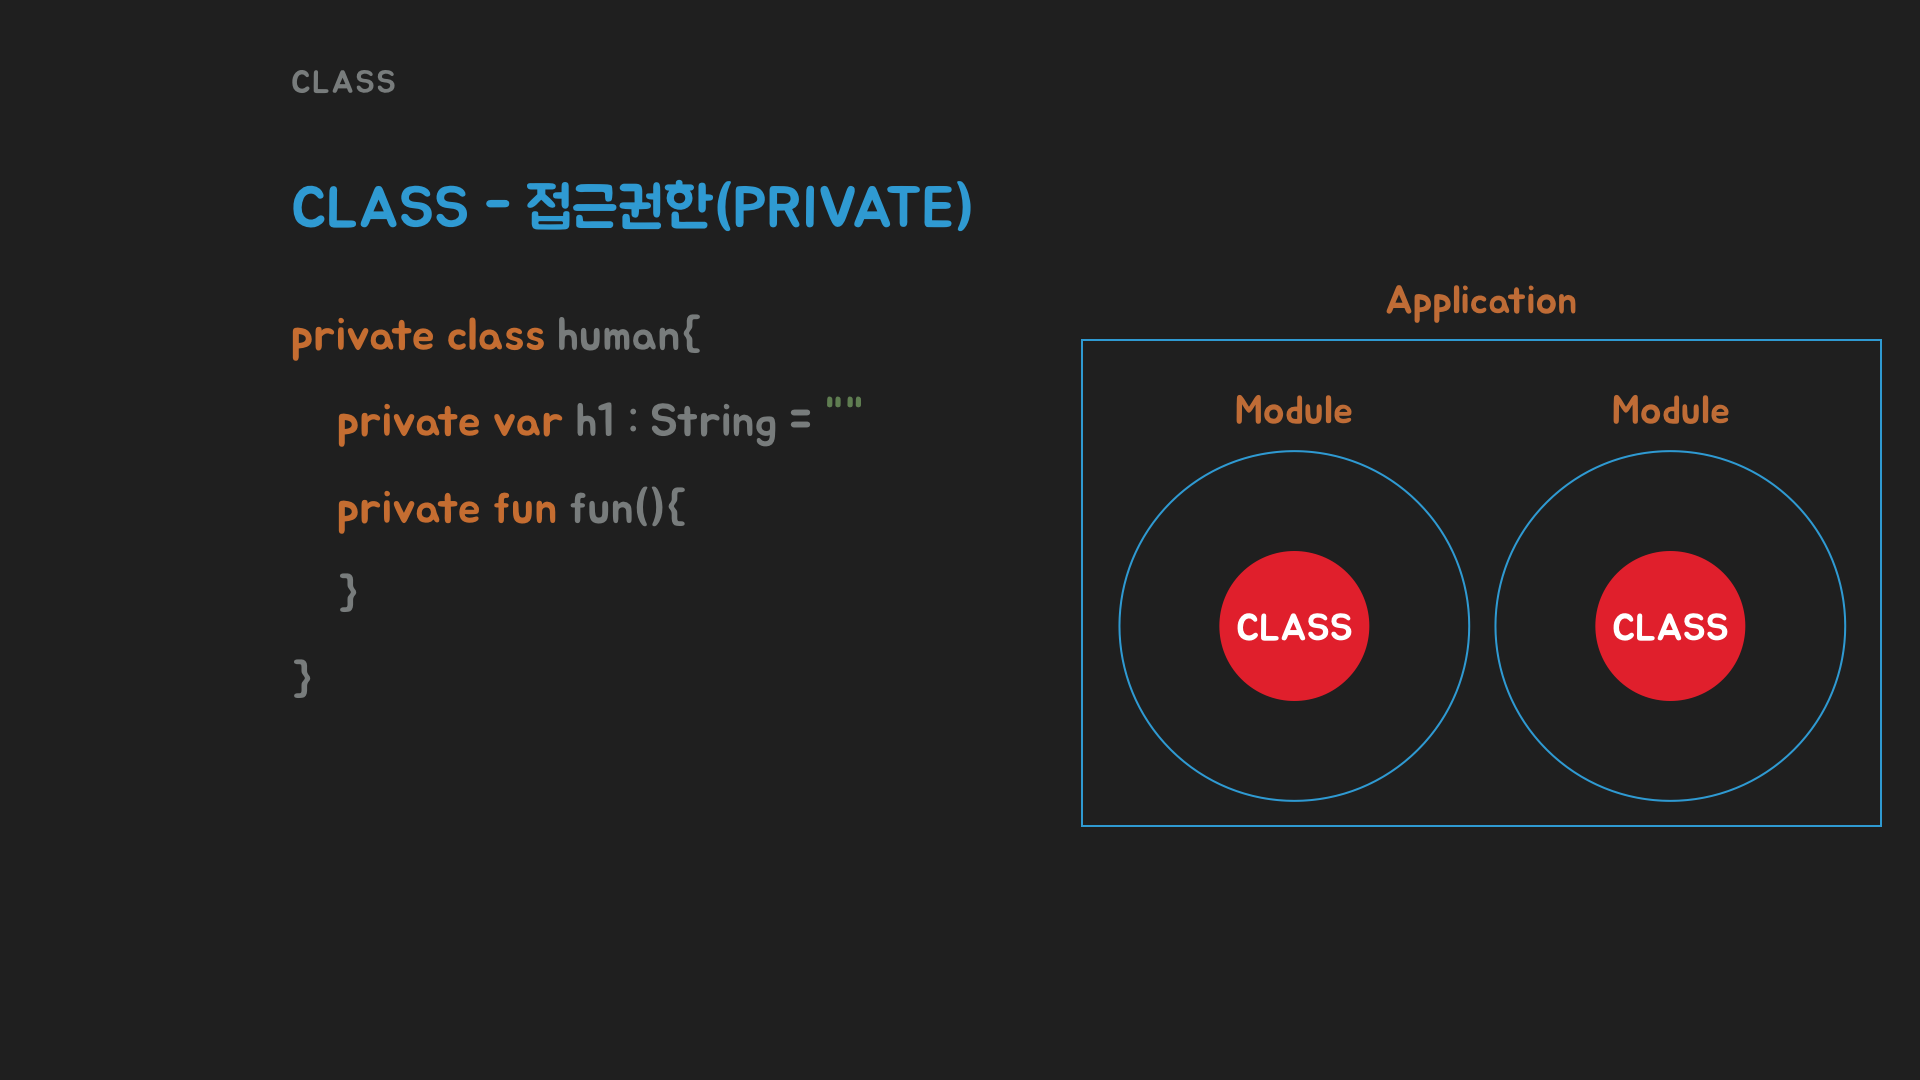 CLASS
CLASS - 접근권한(PRIVATE)
private class human{
private var h1 : String = ""
private fun fun(){
}
}
Application
Module
Module
CLASS
CLASS